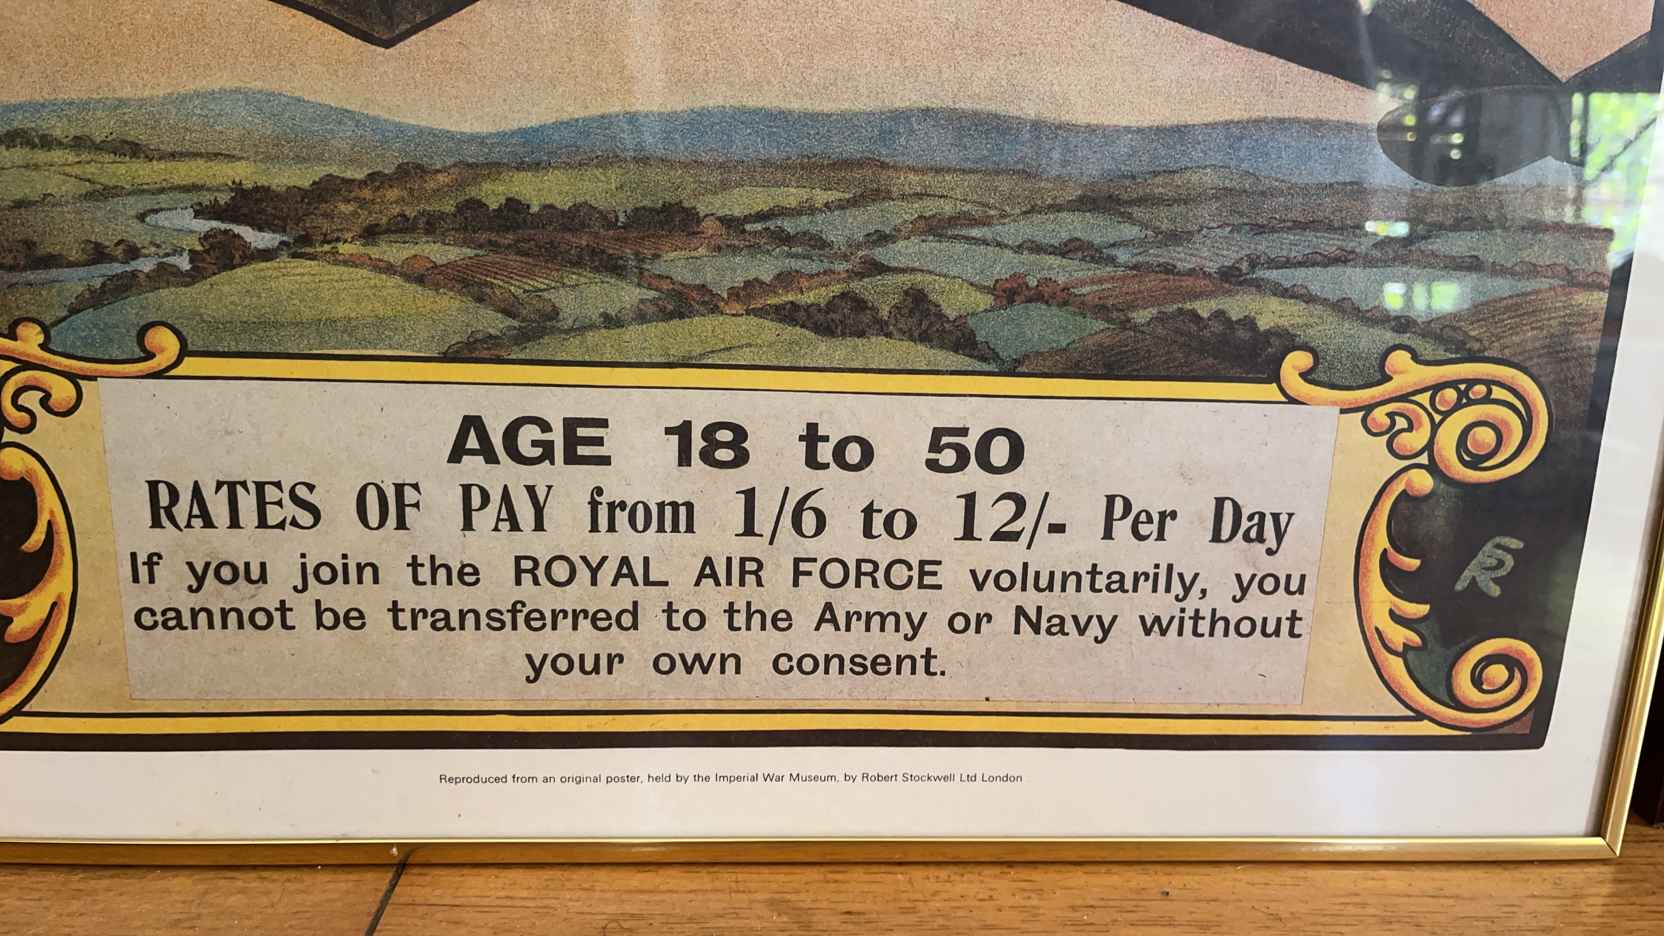 AGE 18 to 50
RATES OF PAY from 1/6 to 12/- Per Day
If you join the ROYAL AIR FORCE voluntarily, you
cannot be transferred to the Army or Navy without
your own consent.
Reproduced from an original poster, held by the Imperial War Museum, by Robert Stockwell Ltd London